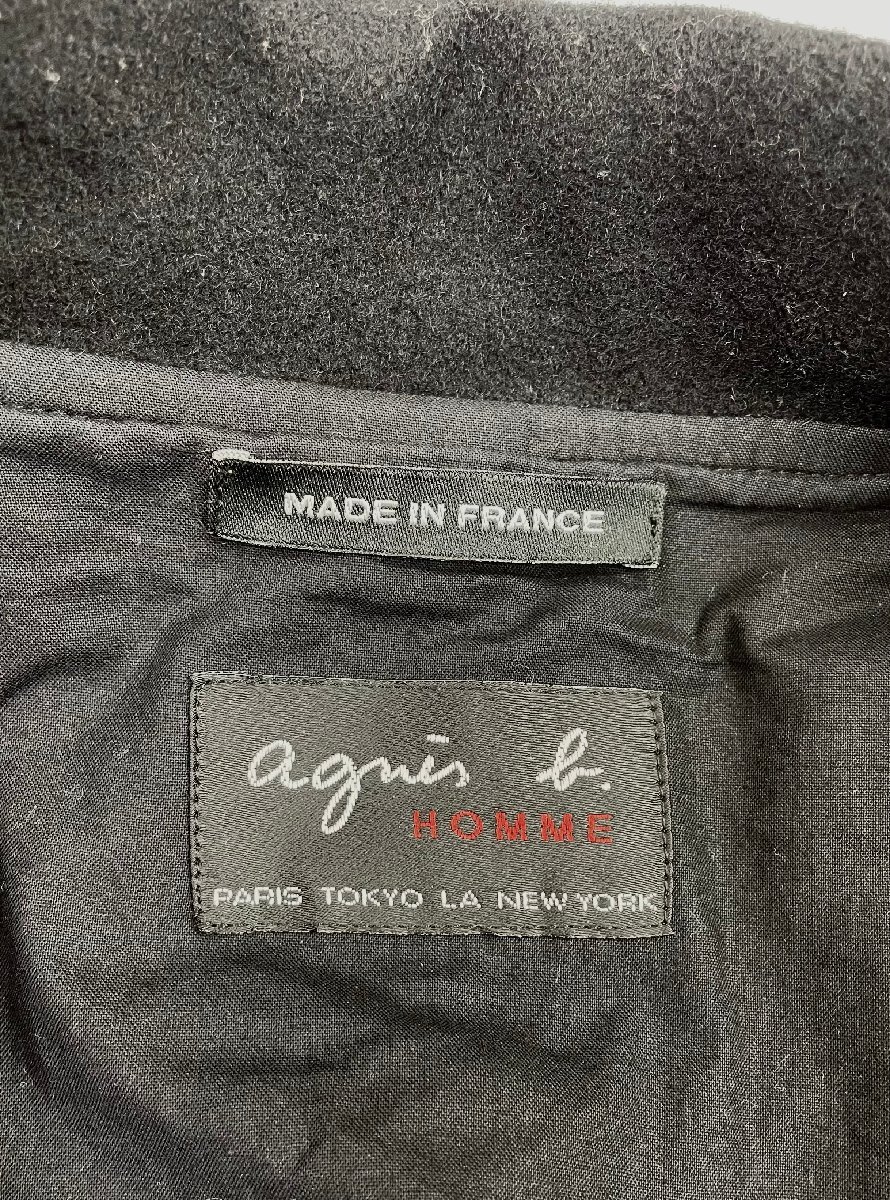 MADE IN FRANCE
agnès b.
HOMME
PARIS TOKYO LA NEW YORK